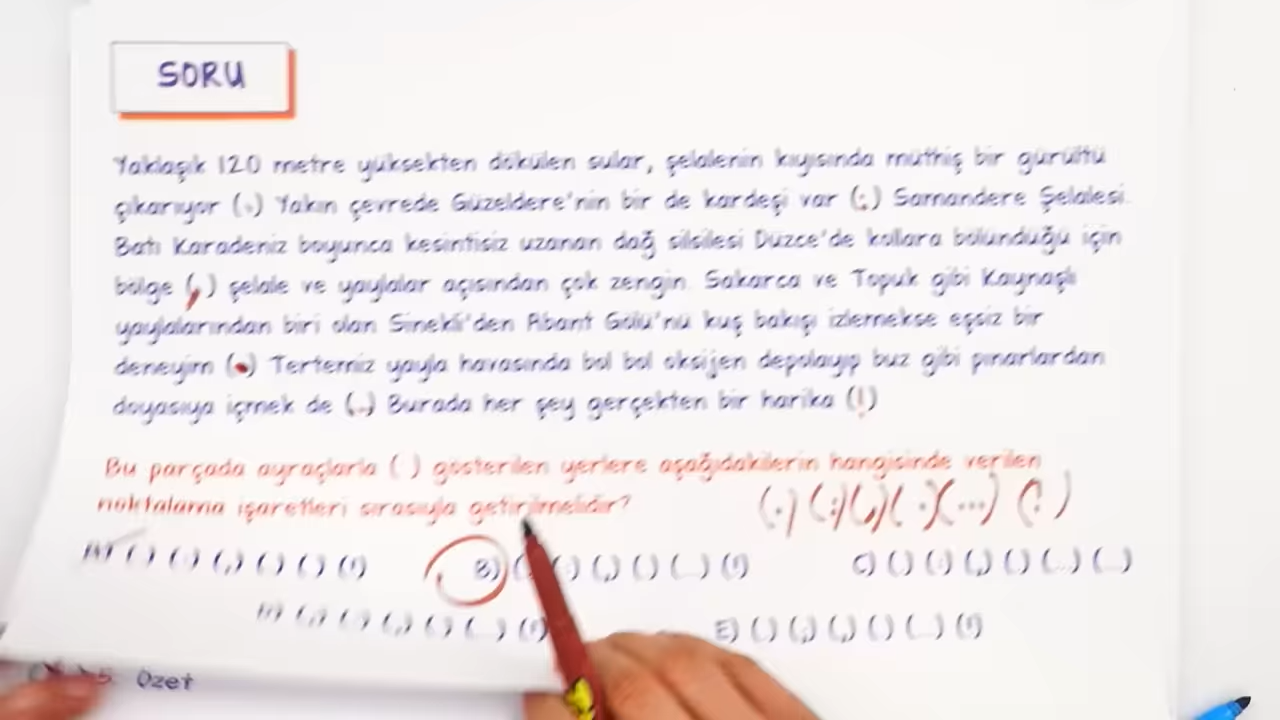 SORU
Yaklaşık 120 metre yüksekten dökülen sular, şelalenin kıyısında müthiş bir gürültü
çıkarıyor (.) Yakın çevrede Güzeldere'nin bir de kardeşi var (:) Samandere Şelalesi.
Batı Karadeniz boyunca kesintisiz uzanan dağ silsilesi Düzce'de kollara bölündüğü için
bölge (,) şelale ve yaylalar açısından çok zengin. Sakarca ve Topuk gibi Kaynaşlı
yaylalarından biri olan Sinekli'den Abant Gölü'nü kuş bakışı izlemekse eşsiz bir
deneyim (.) Tertemiz yayla havasında bol bol oksijen depolayıp buz gibi pınarlardan
doyasıya içmek de (...) Burada her şey gerçekten bir harika (!)
Bu parçada ayraçlarla ( ) gösterilen yerlere aşağıdakilerin hangisinde verilen
noktalama işaretleri sırasıyla getirilmelidir?
(.) (:) (,) (.) (...) (!)
A) (.) (:) (,) (.) (.) (!)
B) (:) (,) (.) (...) (!)
C) (.) (:) (,) (.) (...) (...)
(,) (.) (...) (!)
E) (.) (;) (,) (.) (...) (!)
5. Özet